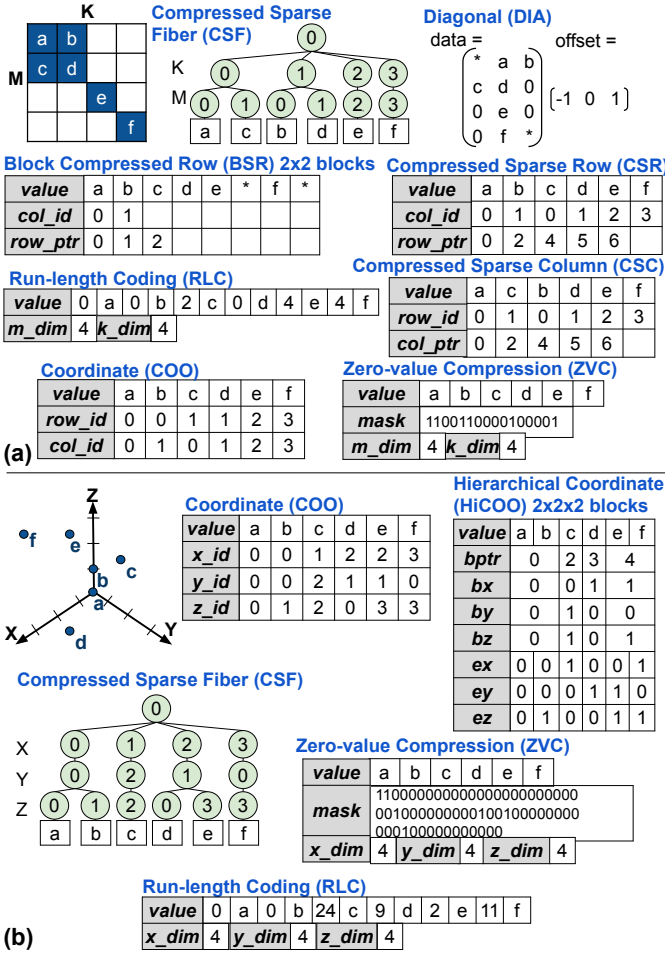 K
M
a b
c d
e
f
Compressed Sparse
Fiber (CSF)
0
K 0 1 2 3
M 0 1 0 1 2 3
a c b d e f
Diagonal (DIA)
data = offset =
* a b
c d 0
0 e 0
0 f *
-1 0 1
Block Compressed Row (BSR) 2x2 blocks
value a b c d e * f *
col_id 0 1
row_ptr 0 1 2
Compressed Sparse Row (CSR)
value a b c d e f
col_id 0 1 0 1 2 3
row_ptr 0 2 4 5 6
Run-length Coding (RLC)
value 0 a 0 b 2 c 0 d 4 e 4 f
m_dim 4 k_dim 4
Compressed Sparse Column (CSC)
value a c b d e f
row_id 0 1 0 1 2 3
col_ptr 0 2 4 5 6
Coordinate (COO)
value a b c d e f
row_id 0 0 1 1 2 3
col_id 0 1 0 1 2 3
Zero-value Compression (ZVC)
value a b c d e f
mask 1100110000100001
m_dim 4 k_dim 4
(a)
Z
X
Y
f e c b a d
Coordinate (COO)
value a b c d e f
x_id 0 0 1 2 2 3
y_id 0 0 2 1 1 0
z_id 0 1 2 0 3 3
Hierarchical Coordinate
(HiCOO) 2x2x2 blocks
value a b c d e f
bptr 0 2 3 4
bx 0 0 1 1
by 0 1 0 0
bz 0 1 0 1
ex 0 0 1 0 0 1
ey 0 0 0 1 1 0
ez 0 1 0 0 1 1
Compressed Sparse Fiber (CSF)
0
X 0 1 2 3
Y 0 2 1 0
Z 0 1 2 0 3 3
a b c d e f
Zero-value Compression (ZVC)
value a b c d e f
mask
110000000000000000000000
001000000000100100000000
000100000000000
x_dim 4 y_dim 4 z_dim 4
Run-length Coding (RLC)
value 0 a 0 b 24 c 9 d 2 e 11 f
x_dim 4 y_dim 4 z_dim 4
(b)